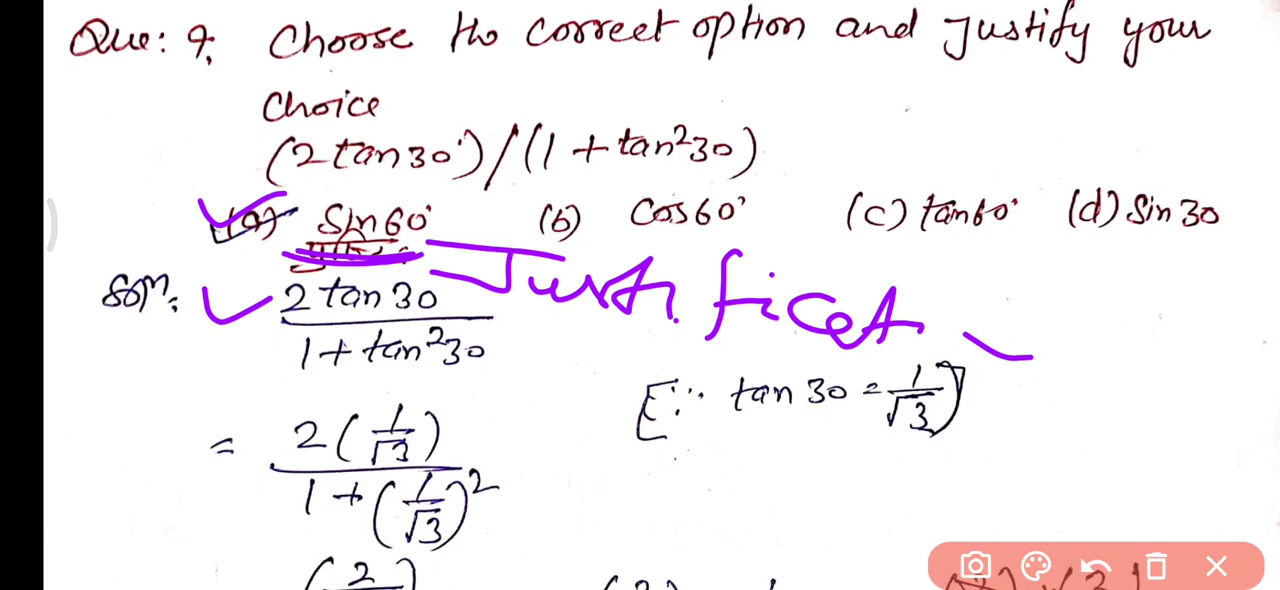 Que: 9. Choose the correct option and Justify your
Choice
(2 tan 30°)/(1 + tan²30)
(a) Sin 60° (b) Cos 60° (c) tan 60° (d) Sin 30
Soln: 2 tan 30
1 + tan²30
[∵ tan 30 = 1/√3]
= 2(1/√3)
1 + (1/√3)²
(2